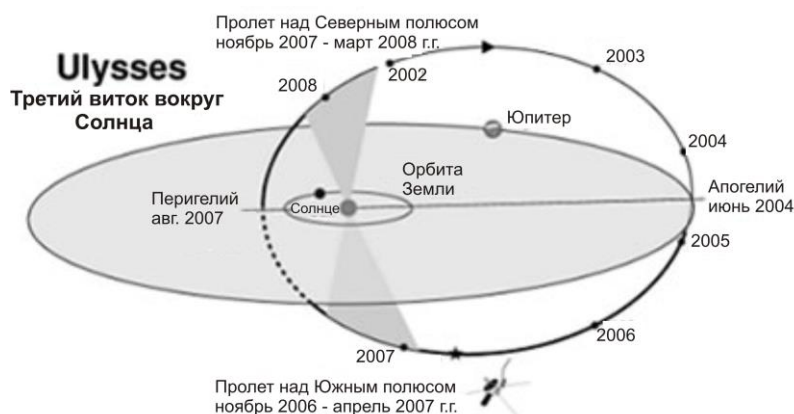 Пролет над Северным полюсом
ноябрь 2007 - март 2008 г.г.
Ulysses
Третий виток вокруг
Солнца
2002
2003
2008
Юпитер
2004
Орбита
Земли
Перигелий
авг. 2007
Солнце
Апогелий
июнь 2004
2005
2006
2007
Пролет над Южным полюсом
ноябрь 2006 - апрель 2007 г.г.